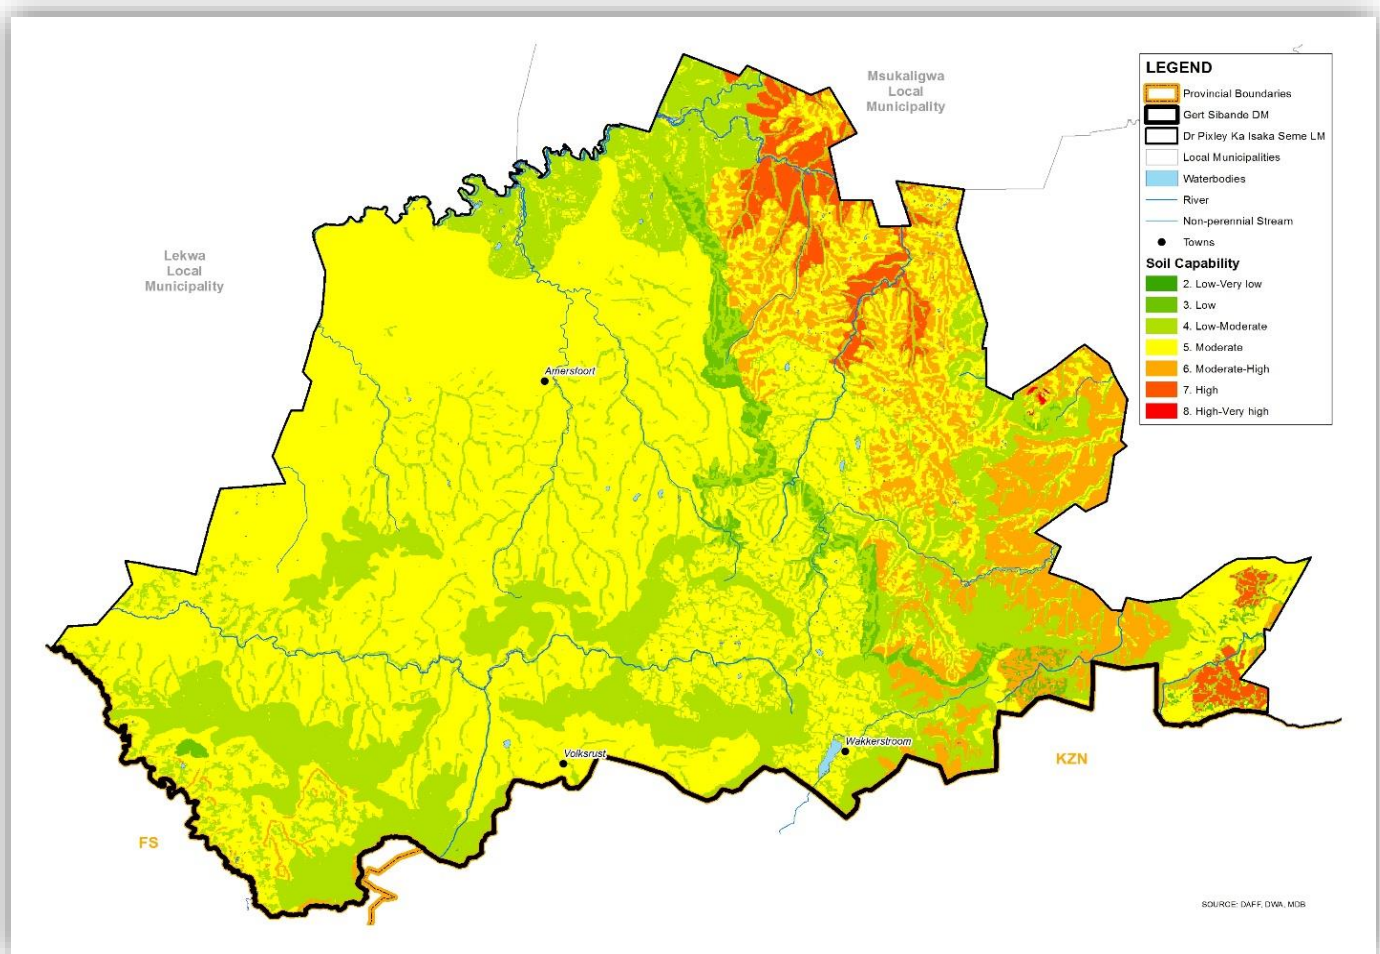 Msukaligwa
Local
Municipality
Lekwa
Local
Municipality
LEGEND
Provincial Boundaries
Gert Sibande DM
Dr Pixley Ka Isaka Seme LM
Local Municipalities
Waterbodies
River
Non-perennial Stream
Towns
Soil Capability
2. Low-Very low
3. Low
4. Low-Moderate
5. Moderate
6. Moderate-High
7. High
8. High-Very high
Amersfoort
Volksrust
Wakkerstroom
KZN
FS
SOURCE: DAFF, DWA, MDB